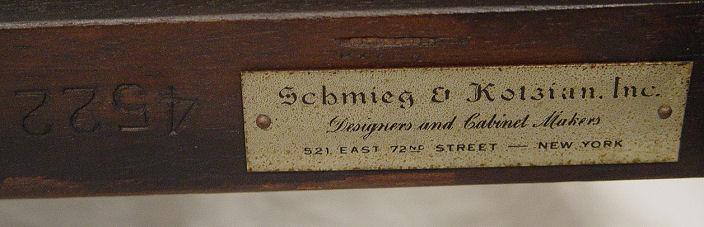 4522
Schmieg & Kotzian, Inc.
Designers and Cabinet Makers
521 EAST 72ND STREET — NEW YORK